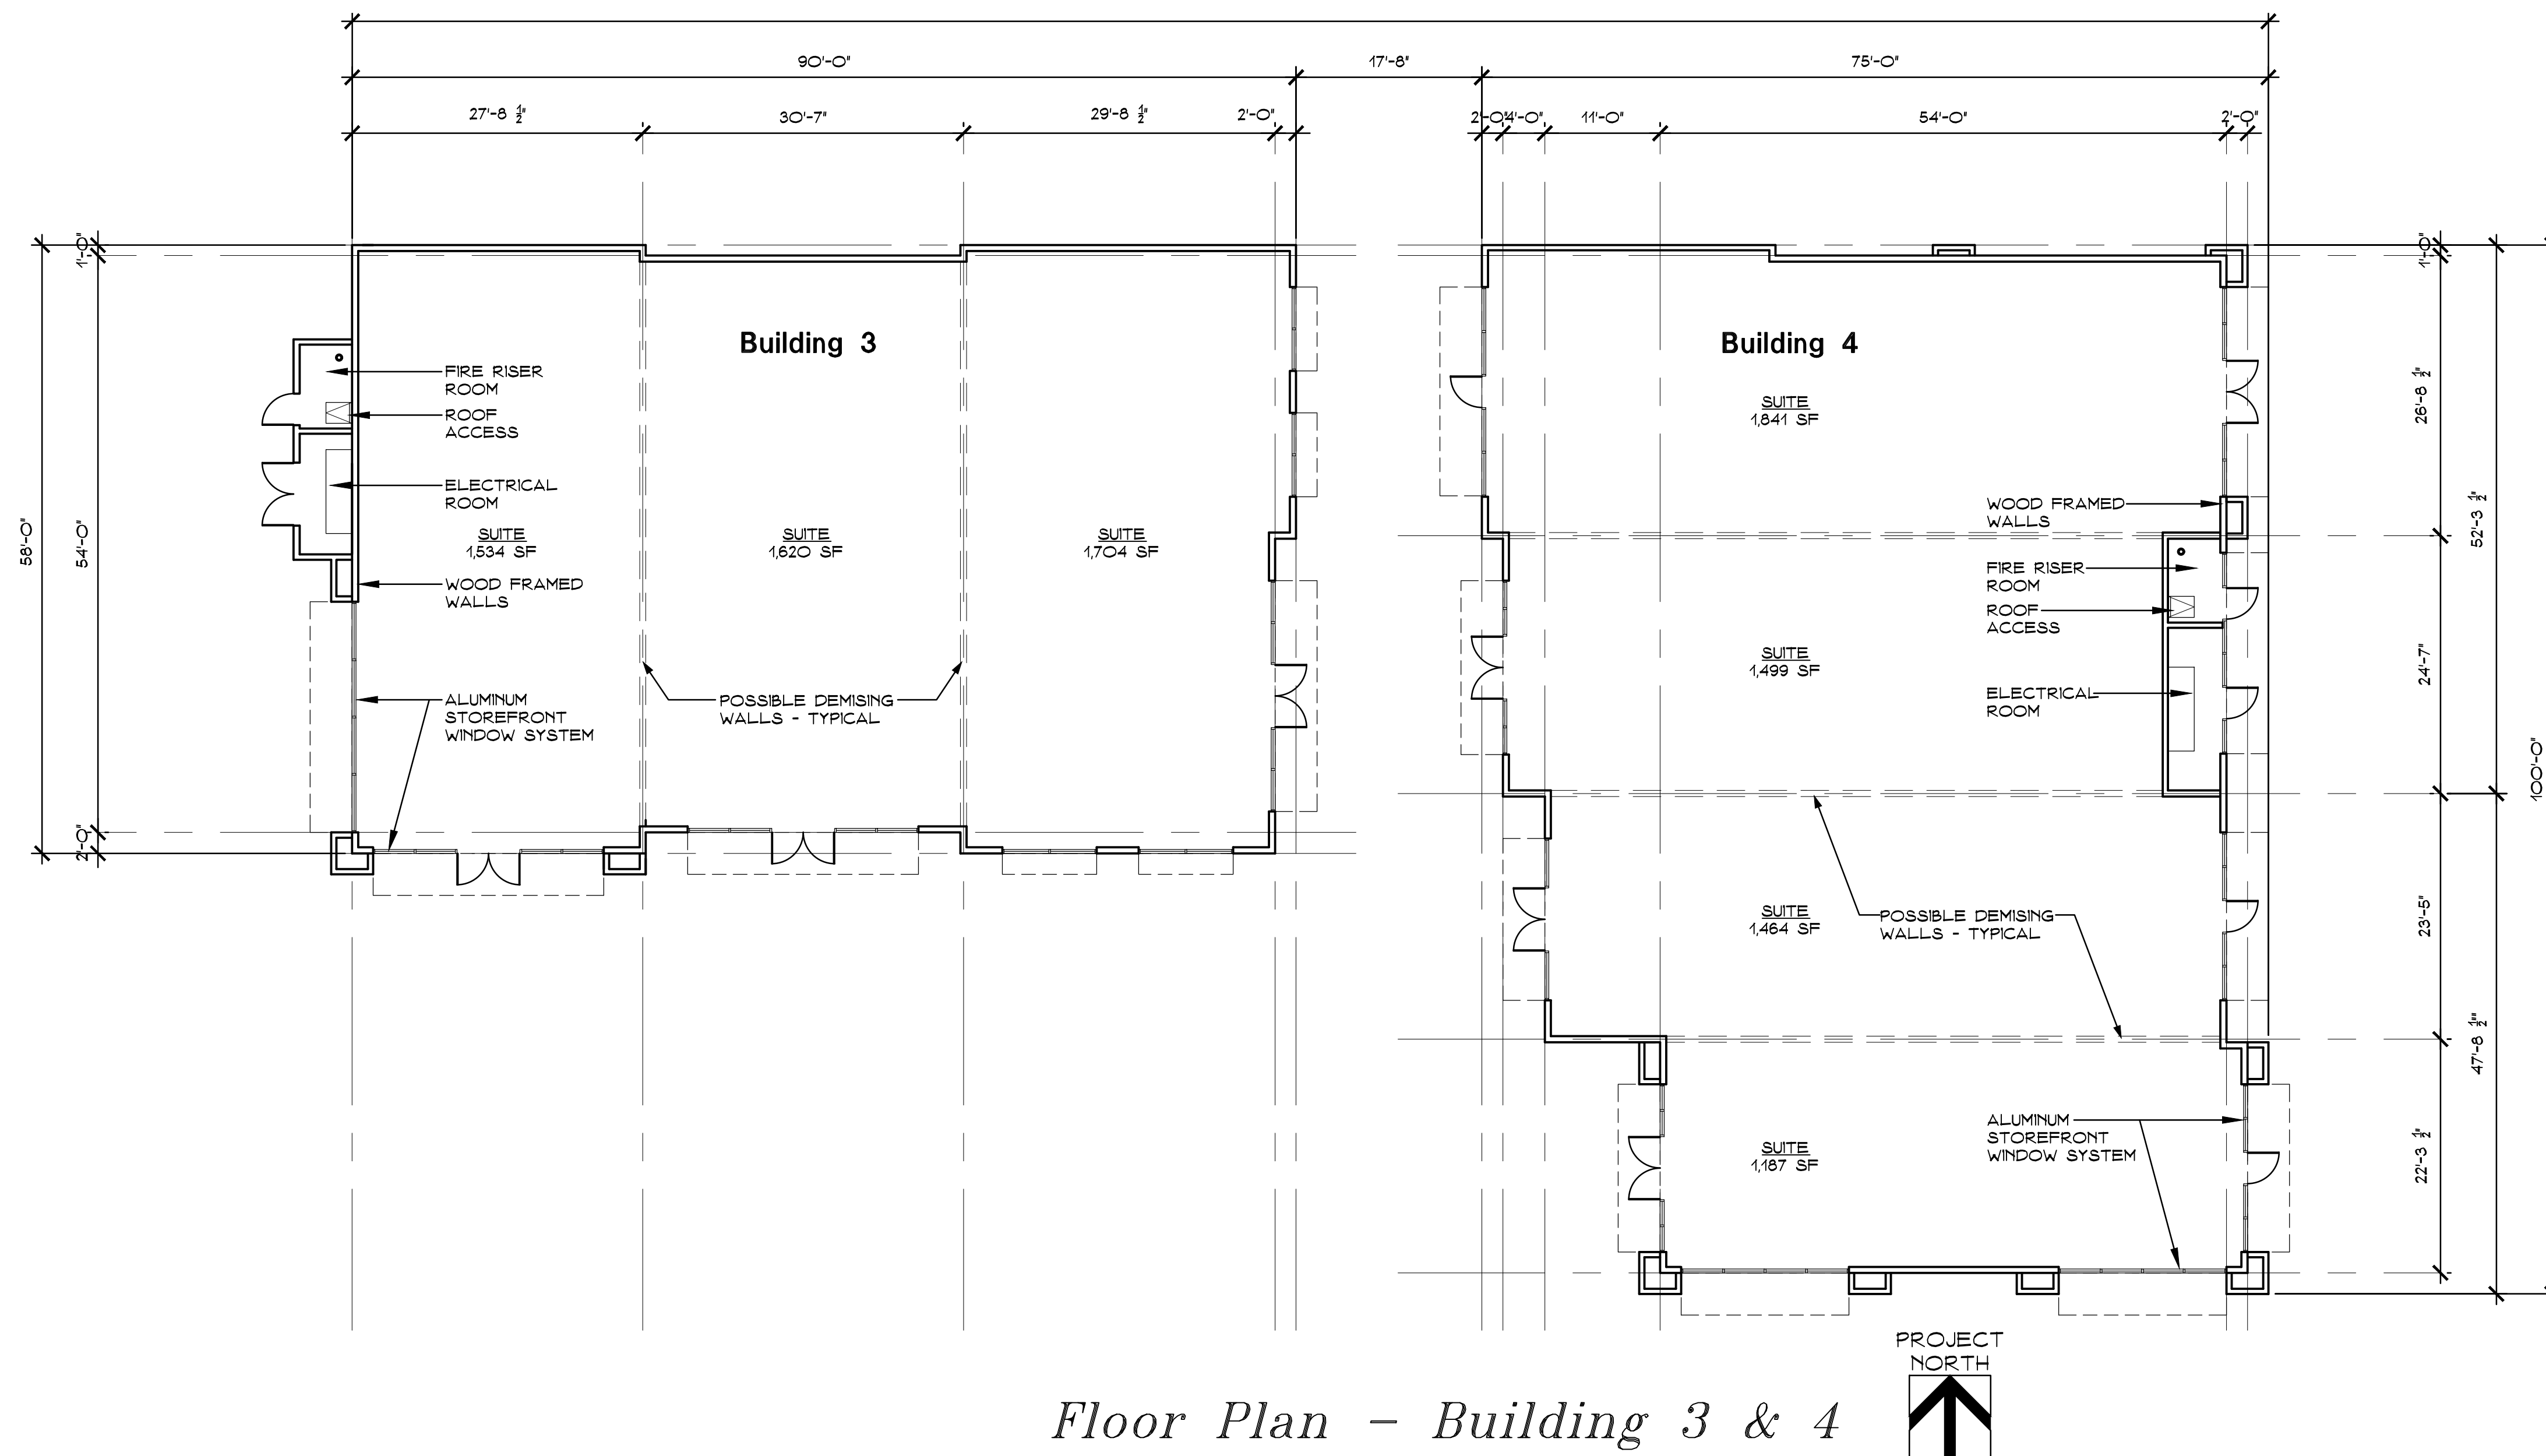 90'-0" 17'-8" 75'-0"
27'-8 1/2" 30'-7" 29'-8 1/2" 2'-0" 2'-0" 4'-0" 11'-0" 54'-0" 2'-0"
58'-0"
1'-0"
54'-0"
2'-0"
Building 3
FIRE RISER
ROOM
ROOF
ACCESS
ELECTRICAL
ROOM
SUITE
1,534 SF
SUITE
1,620 SF
SUITE
1,704 SF
WOOD FRAMED
WALLS
ALUMINUM
STOREFRONT
WINDOW SYSTEM
POSSIBLE DEMISING
WALLS - TYPICAL
Building 4
SUITE
1,841 SF
WOOD FRAMED
WALLS
FIRE RISER
ROOM
ROOF
ACCESS
SUITE
1,499 SF
ELECTRICAL
ROOM
SUITE
1,464 SF
POSSIBLE DEMISING
WALLS - TYPICAL
SUITE
1,187 SF
ALUMINUM
STOREFRONT
WINDOW SYSTEM
1'-0"
26'-8 1/2"
24'-7"
23'-5"
22'-3 1/2"
52'-3 1/2"
47'-8 1/2"
100'-0"
PROJECT
NORTH
Floor Plan - Building 3 & 4